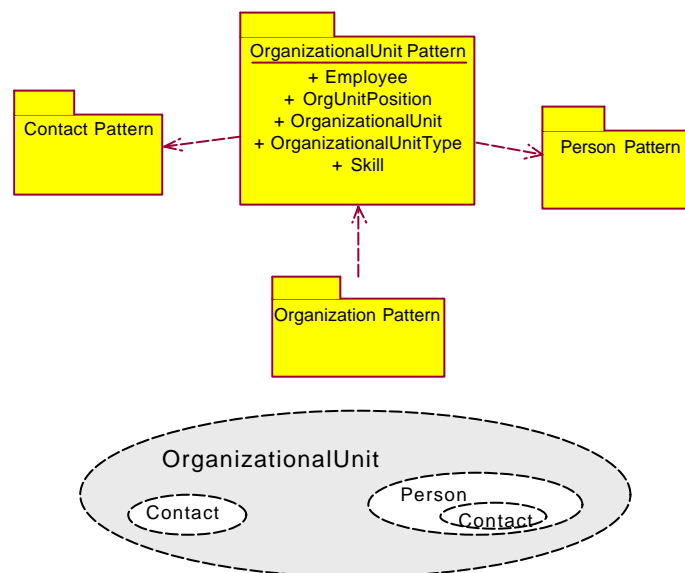 OrganizationalUnit Pattern
+ Employee
+ OrgUnitPosition
+ OrganizationalUnit
+ OrganizationalUnitType
+ Skill
Contact Pattern
Person Pattern
Organization Pattern
OrganizationalUnit
Contact
Person
Contact